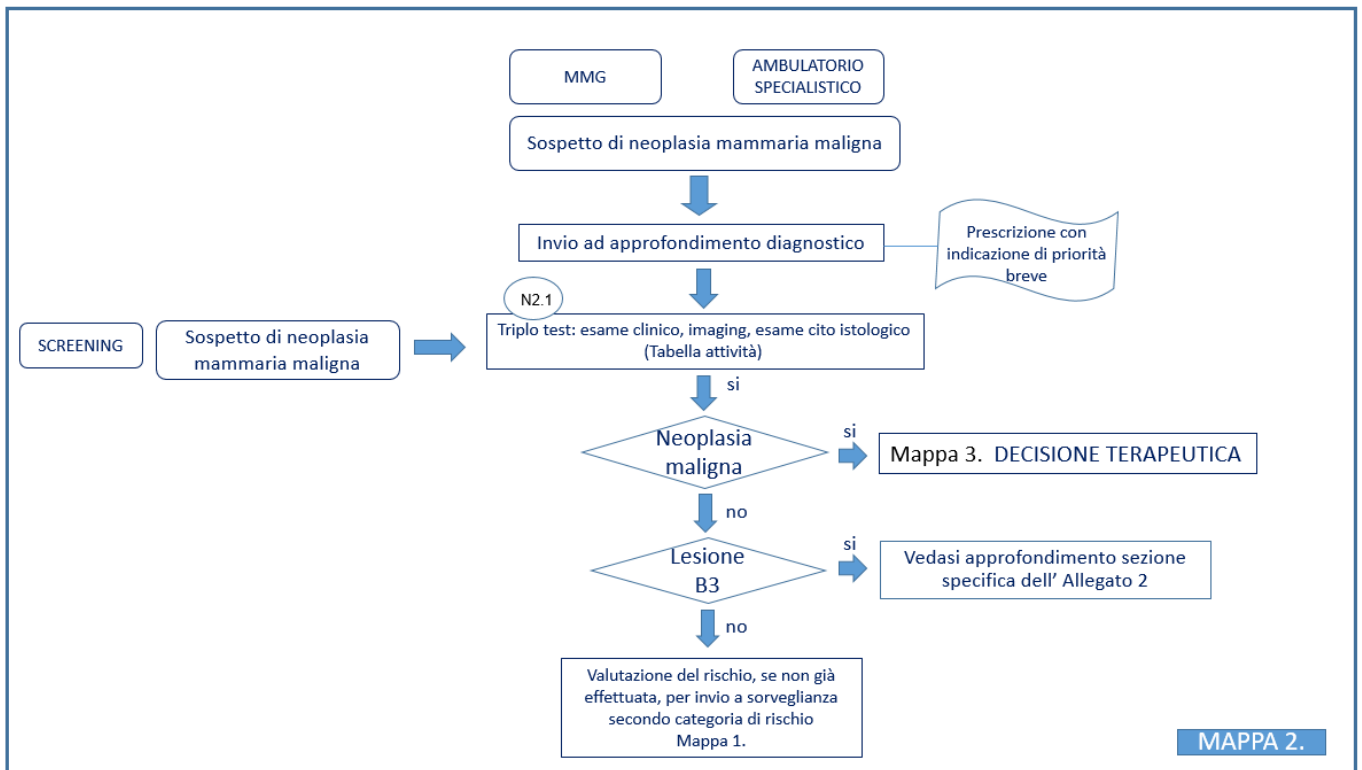 MMG
AMBULATORIO
SPECIALISTICO
Sospetto di neoplasia mammaria maligna
Invio ad approfondimento diagnostico
Prescrizione con
indicazione di priorità
breve
N2.1
Triplo test: esame clinico, imaging, esame cito istologico
(Tabella attività)
SCREENING
Sospetto di neoplasia
mammaria maligna
si
Neoplasia
maligna
si
Mappa 3. DECISIONE TERAPEUTICA
no
Lesione
B3
si
Vedasi approfondimento sezione
specifica dell’ Allegato 2
no
Valutazione del rischio, se non già
effettuata, per invio a sorveglianza
secondo categoria di rischio
Mappa 1.
MAPPA 2.